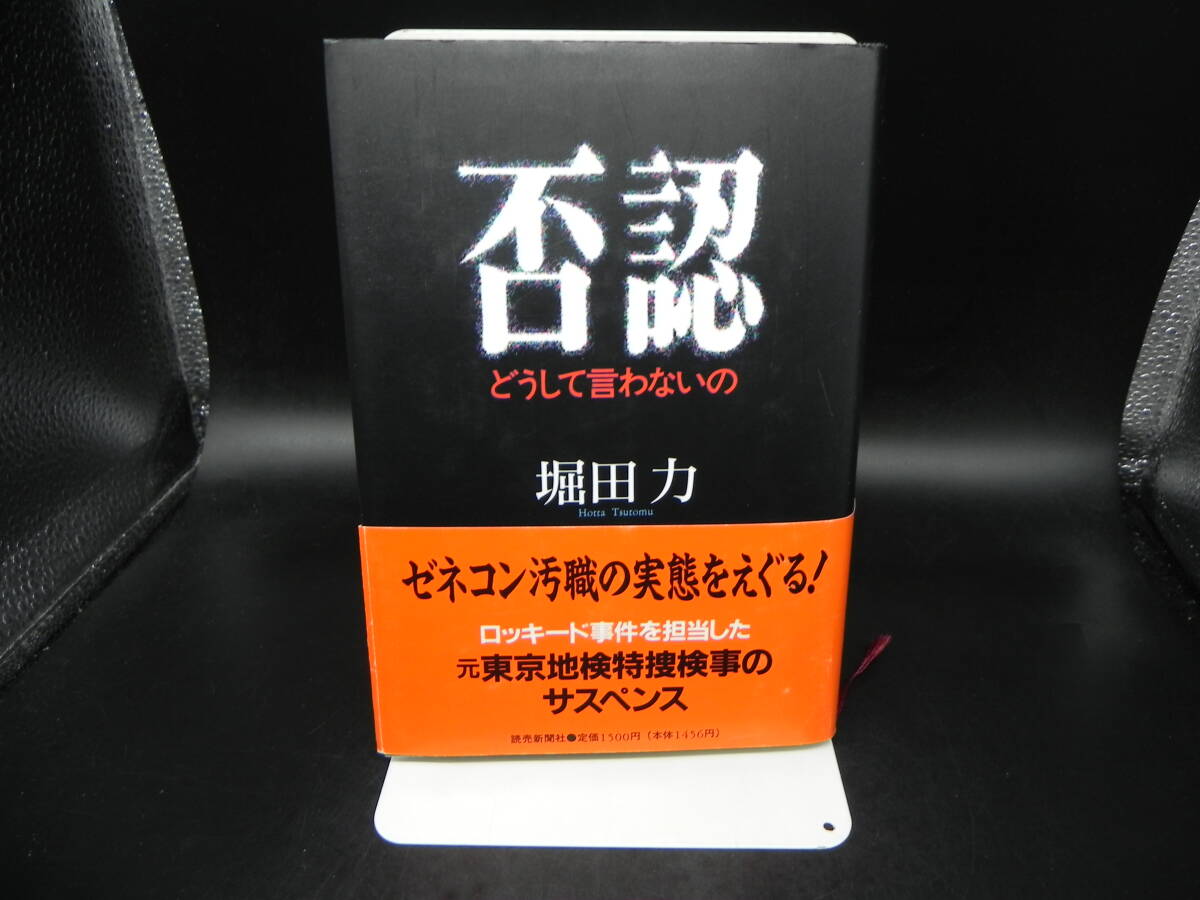 否認
どうして言わないの
堀田 力
Hotta Tsutomu
ゼネコン汚職の実態をえぐる!
ロッキード事件を担当した
元東京地検特捜検事の
サスペンス
読売新聞社●定価1500円（本体1456円）